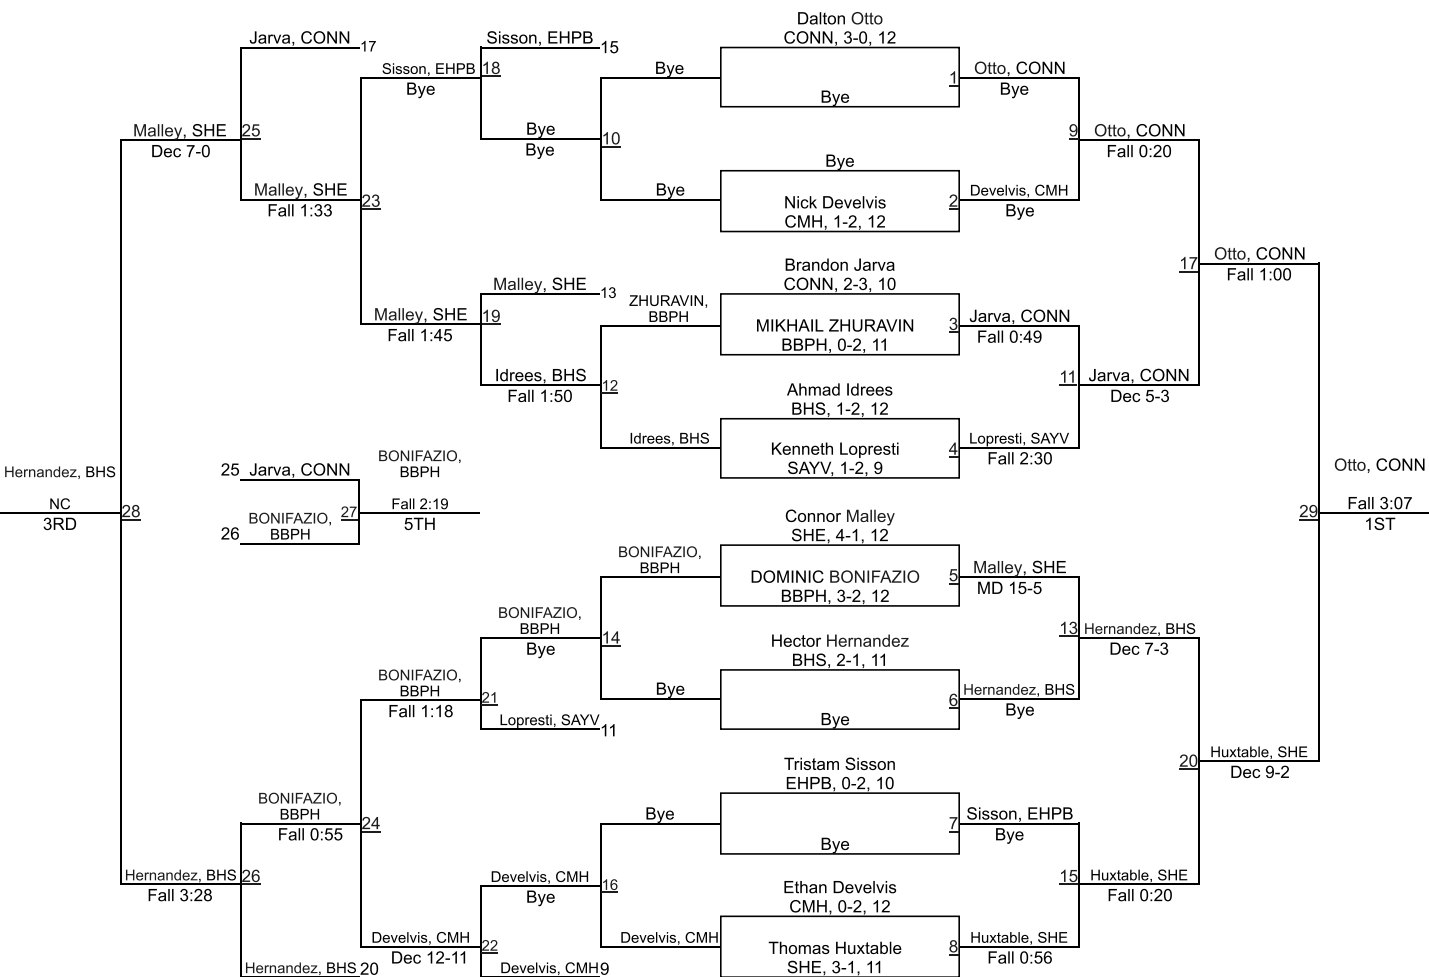 Dalton Otto
CONN, 3-0, 12
Jarva, CONN 17
Sisson, EHPB 15
Sisson, EHPB 18
Bye
Bye
Bye
1
Otto, CONN
Bye
Malley, SHE 25
Dec 7-0
Bye
Bye
10
9
Otto, CONN
Fall 0:20
Bye
Malley, SHE
Fall 1:33
23
Bye
Nick Develvis
CMH, 1-2, 12
2
Develvis, CMH
Bye
Brandon Jarva
CONN, 2-3, 10
17
Otto, CONN
Fall 1:00
Malley, SHE 13
ZHURAVIN,
BBPH
Malley, SHE 19
Fall 1:45
MIKHAIL ZHURAVIN
BBPH, 0-2, 11
3
Jarva, CONN
Fall 0:49
Idrees, BHS
Fall 1:50
12
Ahmad Idrees
BHS, 1-2, 12
11
Jarva, CONN
Dec 5-3
Idrees, BHS
Kenneth Lopresti
SAYV, 1-2, 9
4
Lopresti, SAYV
Fall 2:30
Hernandez, BHS
NC
3RD
28
25 Jarva, CONN
BONIFAZIO,
BBPH
26
BONIFAZIO,
BBPH
27
Fall 2:19
5TH
Otto, CONN
29
Fall 3:07
1ST
Connor Malley
SHE, 4-1, 12
BONIFAZIO,
BBPH
DOMINIC BONIFAZIO
BBPH, 3-2, 12
5
Malley, SHE
MD 15-5
BONIFAZIO,
BBPH
Bye
14
Hector Hernandez
BHS, 2-1, 11
13
Hernandez, BHS
Dec 7-3
BONIFAZIO,
BBPH
Fall 1:18
21
Bye
Bye
6
Hernandez, BHS
Bye
Lopresti, SAYV 11
Tristam Sisson
EHPB, 0-2, 10
20
Huxtable, SHE
Dec 9-2
BONIFAZIO,
BBPH
Fall 0:55
24
Bye
Bye
7
Sisson, EHPB
Bye
Hernandez, BHS 26
Fall 3:28
Develvis, CMH
Bye
16
Ethan Develvis
CMH, 0-2, 12
15
Huxtable, SHE
Fall 0:20
Develvis, CMH 22
Dec 12-11
Develvis, CMH
Thomas Huxtable
SHE, 3-1, 11
8
Huxtable, SHE
Fall 0:56
Hernandez, BHS 20
Develvis, CMH 9